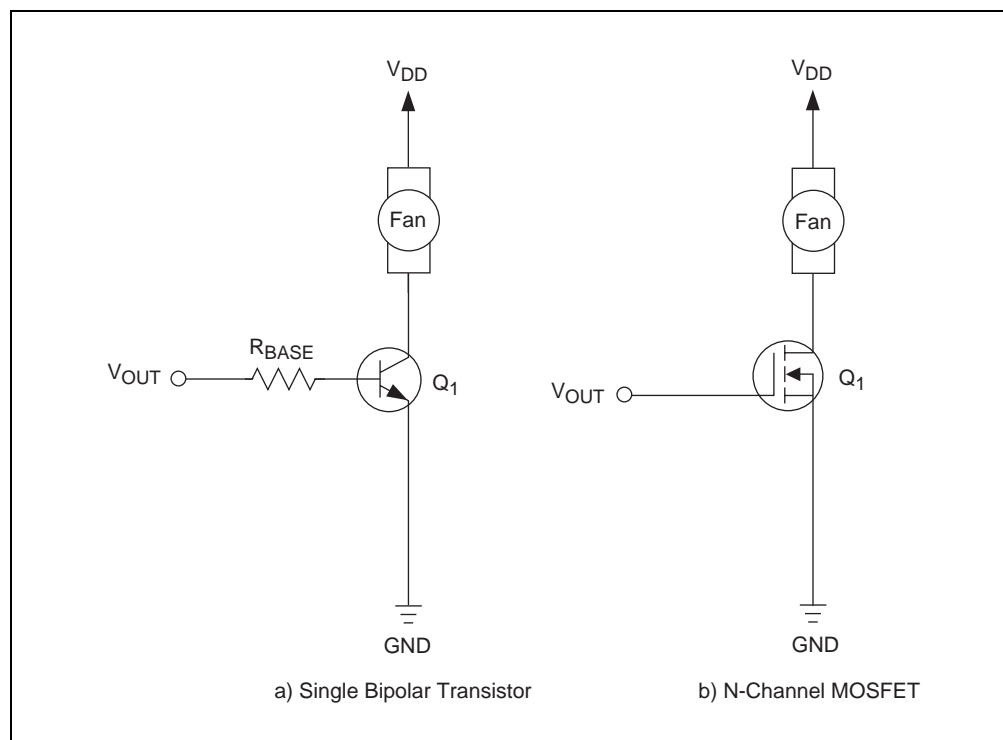 VDD
Fan
RBASE
VOUT
Q1
GND
a) Single Bipolar Transistor
VDD
Fan
Q1
VOUT
GND
b) N-Channel MOSFET